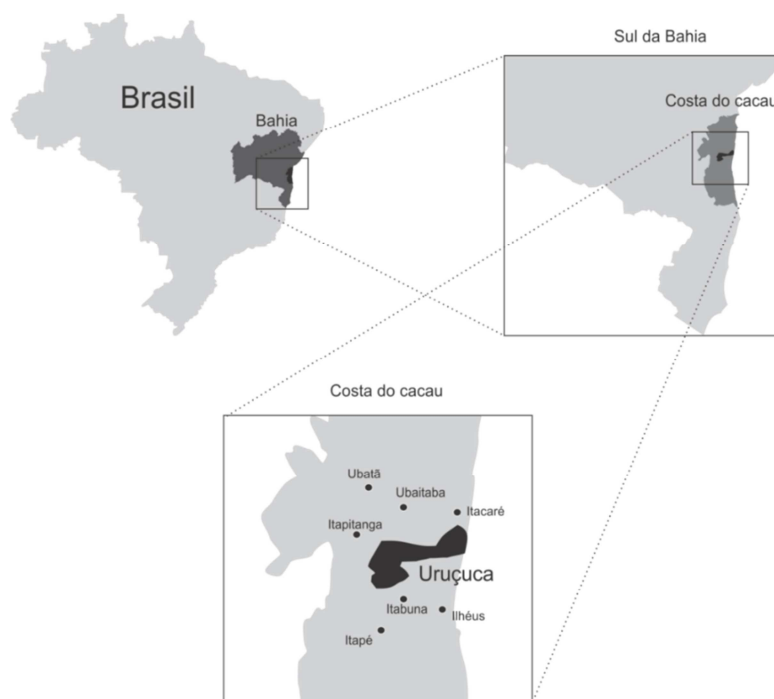 Brasil
Bahia
Sul da Bahia
Costa do cacau
Costa do cacau
Ubatã
Ubaitaba
Itacaré
Itapitanga
Uruçuca
Itabuna
Ilhéus
Itapé